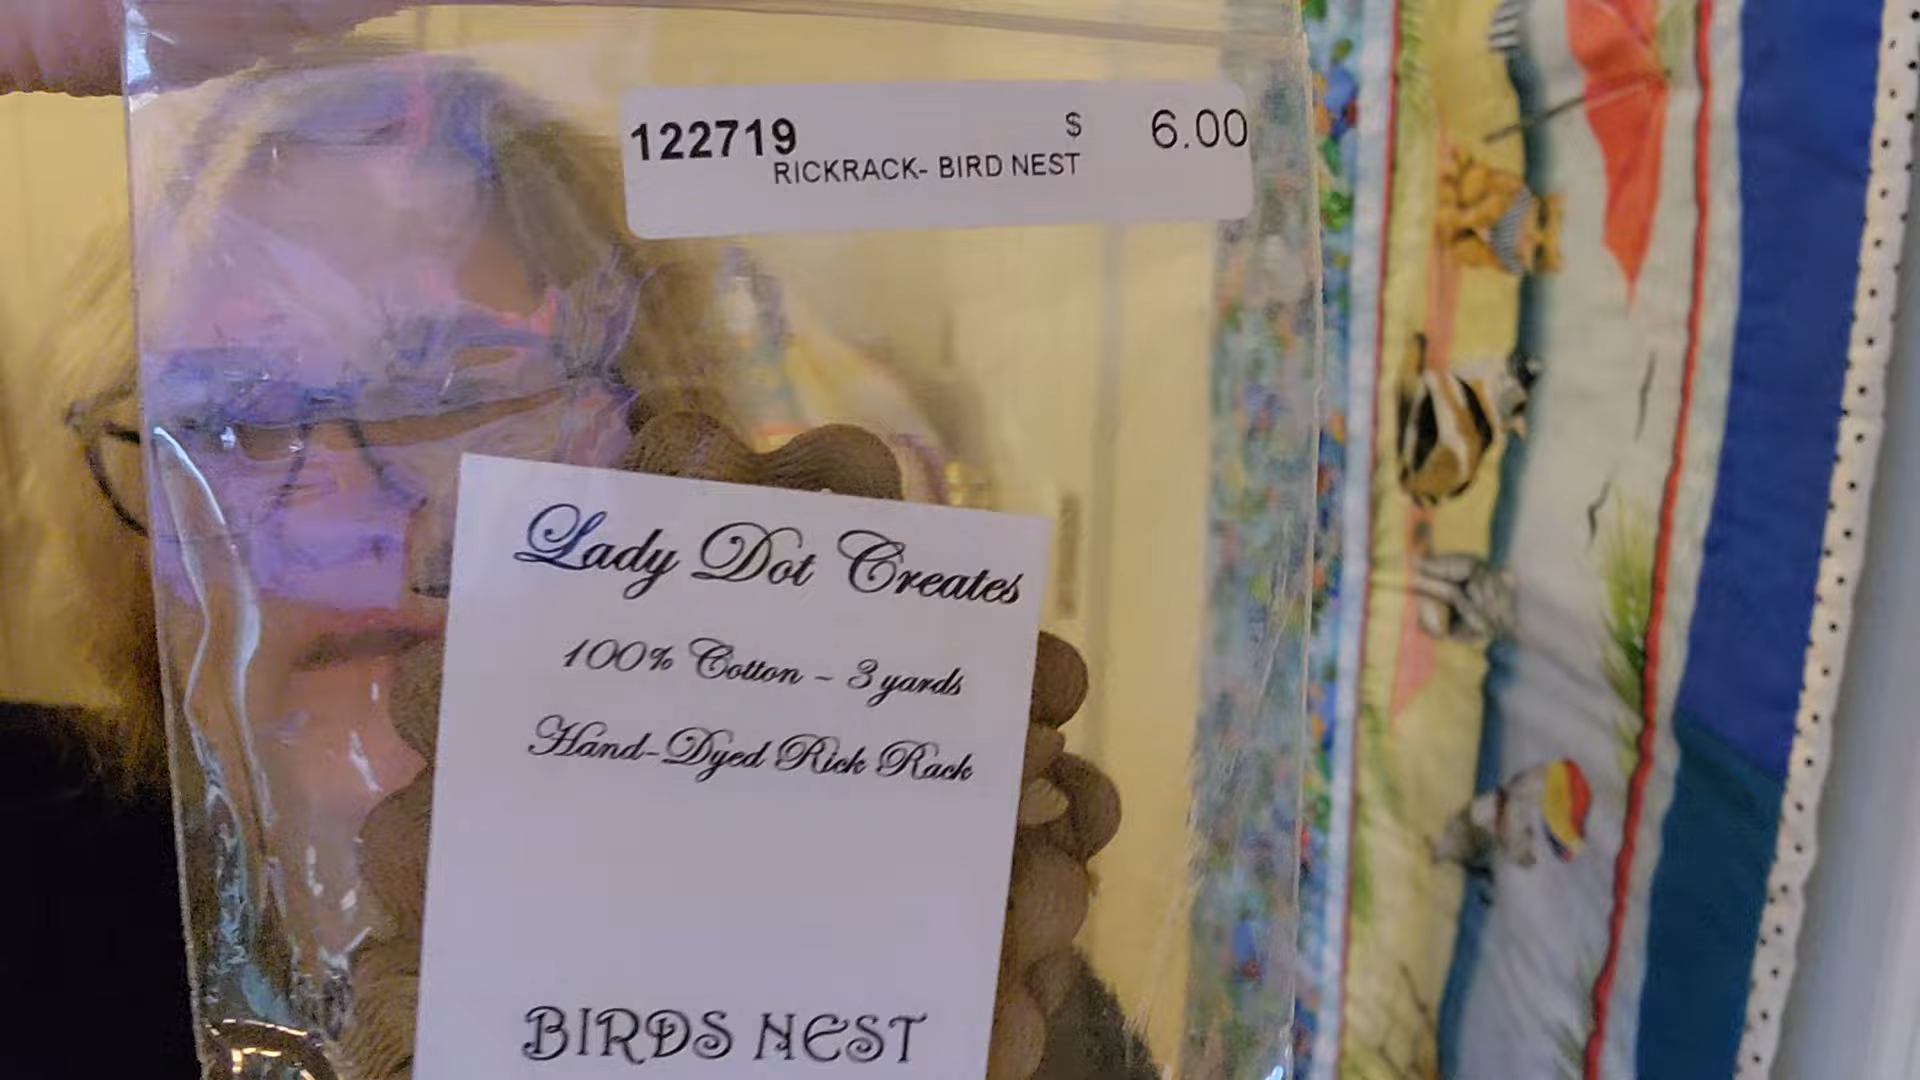 122719 $ 6.00
RICKRACK- BIRD NEST
Lady Dot Creates
100% Cotton ~ 3 yards
Hand-Dyed Rick Rack
BIRDS NEST